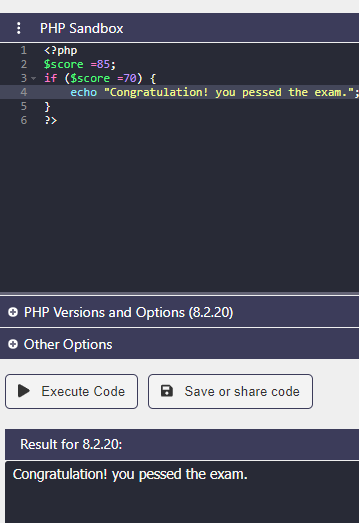 PHP Sandbox
1 <?php
2 $score =85;
3 if ($score =70) {
4 echo "Congratulation! you pessed the exam.";
5 }
6 ?>
PHP Versions and Options (8.2.20)
Other Options
Execute Code Save or share code
Result for 8.2.20:
Congratulation! you pessed the exam.